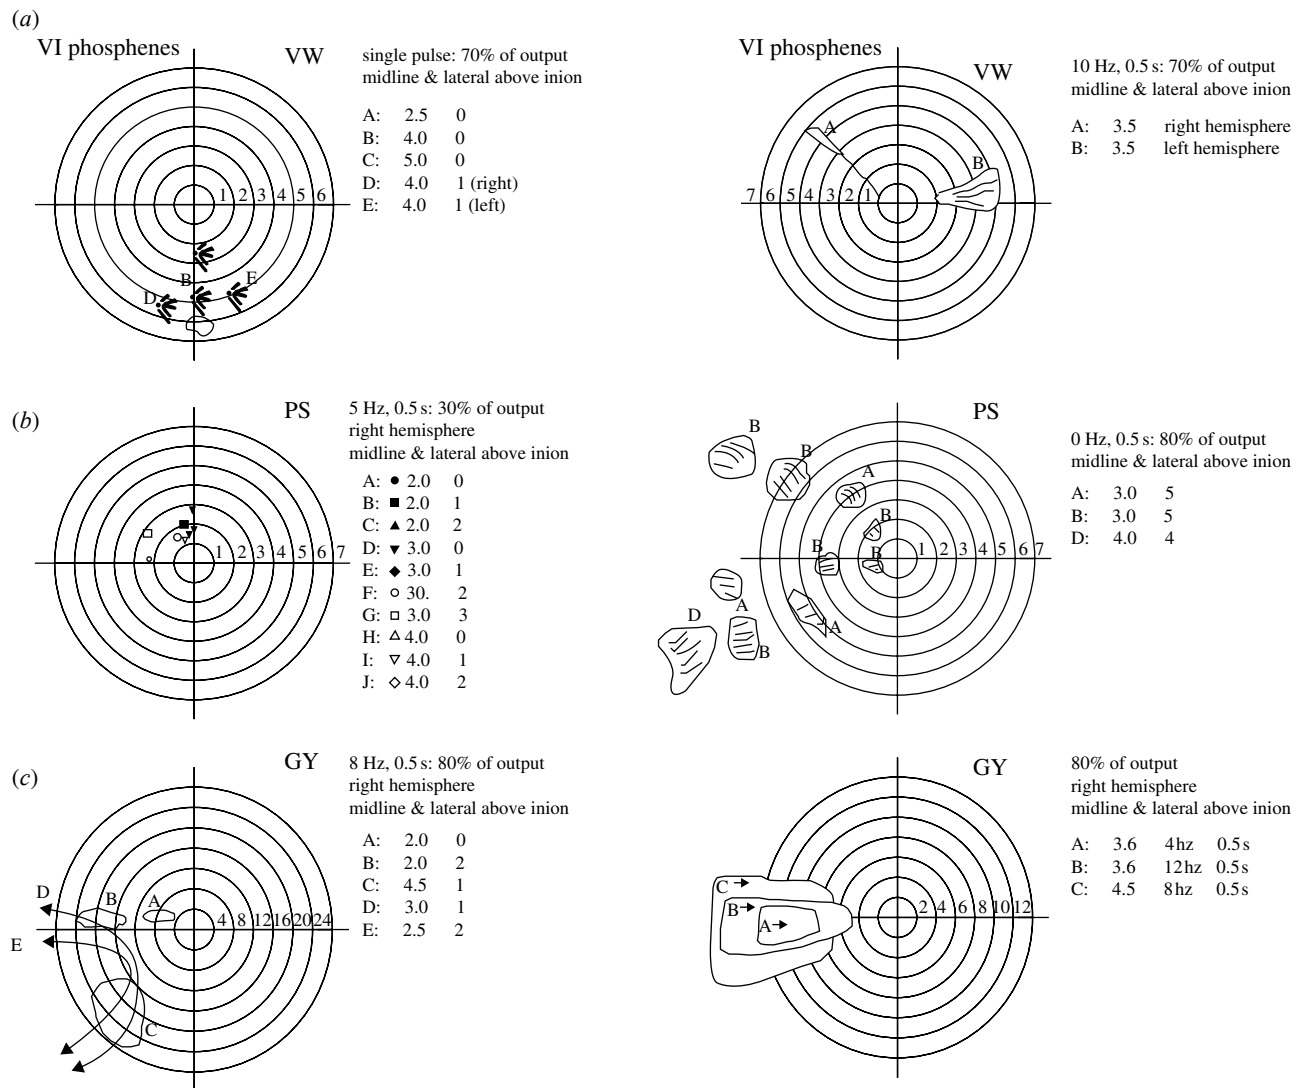 (a)
VI phosphenes
VW
single pulse: 70% of output
midline & lateral above inion
A: 2.5 0
B: 4.0 0
C: 5.0 0
D: 4.0 1 (right)
E: 4.0 1 (left)
1 2 3 4 5 6
B
D
E
VI phosphenes
VW
10 Hz, 0.5 s: 70% of output
midline & lateral above inion
A: 3.5 right hemisphere
B: 3.5 left hemisphere
A
B
7 6 5 4 3 2 1
(b)
PS
5 Hz, 0.5 s: 30% of output
right hemisphere
midline & lateral above inion
A: ● 2.0 0
B: ■ 2.0 1
C: ▲ 2.0 2
D: ▼ 3.0 0
E: ◆ 3.0 1
F: ○ 30. 2
G: □ 3.0 3
H: △ 4.0 0
I: ▽ 4.0 1
J: ◇ 4.0 2
1 2 3 4 5 6 7
PS
0 Hz, 0.5 s: 80% of output
midline & lateral above inion
A: 3.0 5
B: 3.0 5
D: 4.0 4
B
B
A
B
B
B
1 2 3 4 5 6 7
A
D
A
B
(c)
GY
8 Hz, 0.5 s: 80% of output
right hemisphere
midline & lateral above inion
A: 2.0 0
B: 2.0 2
C: 4.5 1
D: 3.0 1
E: 2.5 2
D
B
A
4 8 12 16 20 24
E
C
GY
80% of output
right hemisphere
midline & lateral above inion
A: 3.6 4hz 0.5 s
B: 3.6 12hz 0.5 s
C: 4.5 8hz 0.5 s
C
B
A
2 4 6 8 10 12